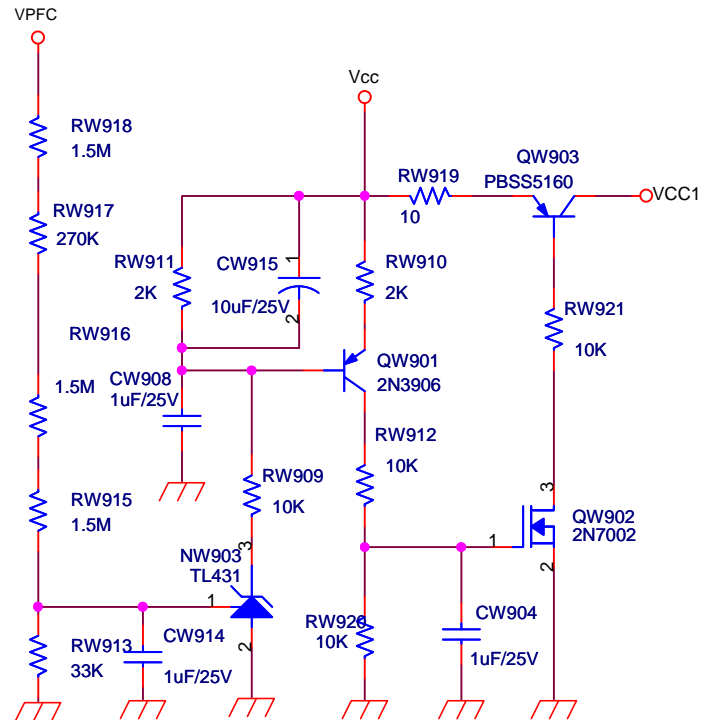 VPFC
Vcc
RW918
1.5M
QW903
PBSS5160
RW919
10
VCC1
RW917
270K
RW911
2K
CW915
1
10uF/25V
2
RW910
2K
RW921
10K
RW916
1.5M
CW908
1uF/25V
QW901
2N3906
RW912
10K
RW909
10K
RW915
1.5M
3
QW902
2N7002
1
2
NW903
TL431
3
1
2
RW913
33K
CW914
1uF/25V
RW920
10K
CW904
1uF/25V